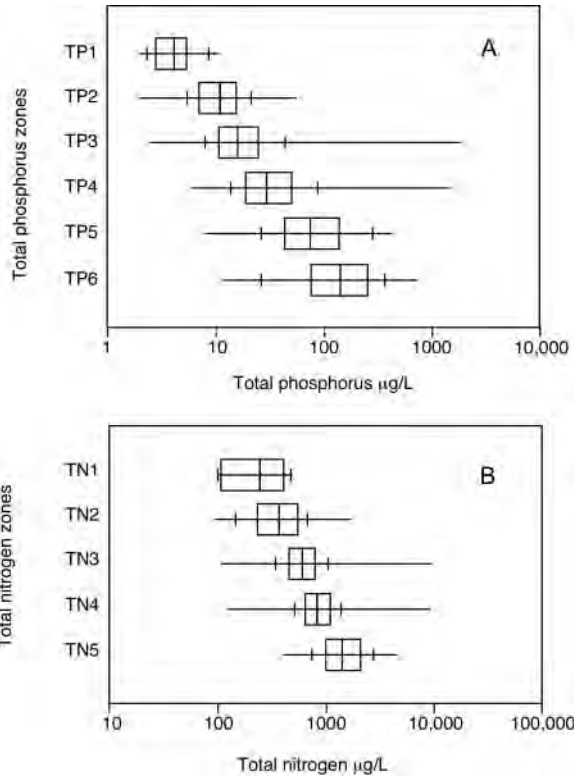 A
Total phosphorus zones
TP1
TP2
TP3
TP4
TP5
TP6
1 10 100 1000 10,000
Total phosphorus μg/L
B
Total nitrogen zones
TN1
TN2
TN3
TN4
TN5
10 100 1000 10,000 100,000
Total nitrogen μg/L